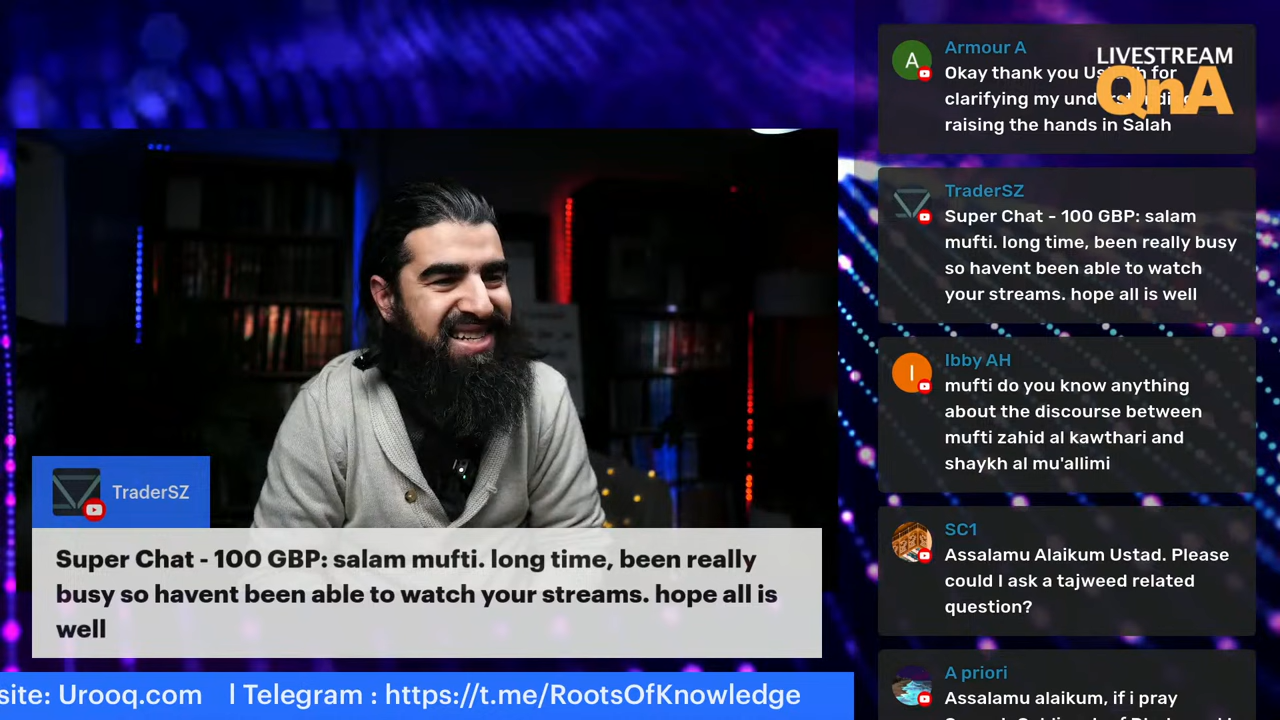 Armour A
Okay thank you for
clarifying my
raising the hands in Salah
LIVESTREAM
QnA
TraderSZ
Super Chat - 100 GBP: salam
mufti. long time, been really busy
so havent been able to watch
your streams. hope all is well
Ibby AH
mufti do you know anything
about the discourse between
mufti zahid al kawthari and
shaykh al mu'allimi
SC1
Assalamu Alaikum Ustad. Please
could I ask a tajweed related
question?
A priori
Assalamu alaikum, if i pray
TraderSZ
Super Chat - 100 GBP: salam mufti. long time, been really
busy so havent been able to watch your streams. hope all is
well
site: Urooq.com | Telegram : https://t.me/RootsOfKnowledge
A
I